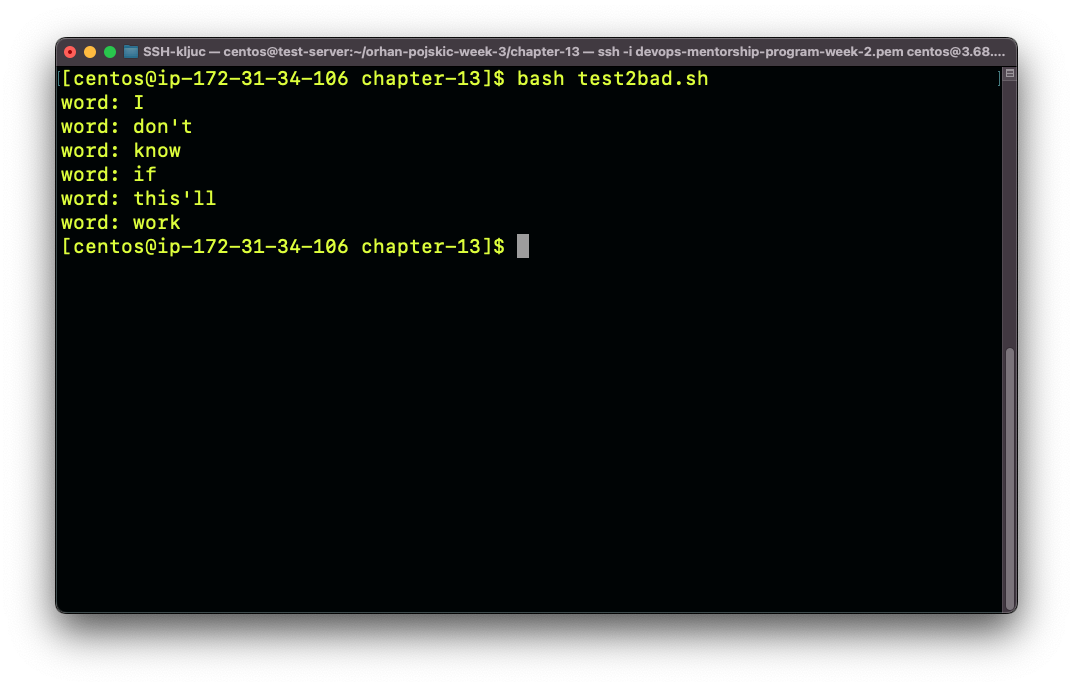 SSH-kljuc — centos@test-server:~/orhan-pojskic-week-3/chapter-13 — ssh -i devops-mentorship-program-week-2.pem centos@3.68....
[centos@ip-172-31-34-106 chapter-13]$ bash test2bad.sh
word: I
word: don't
word: know
word: if
word: this'll
word: work
[centos@ip-172-31-34-106 chapter-13]$